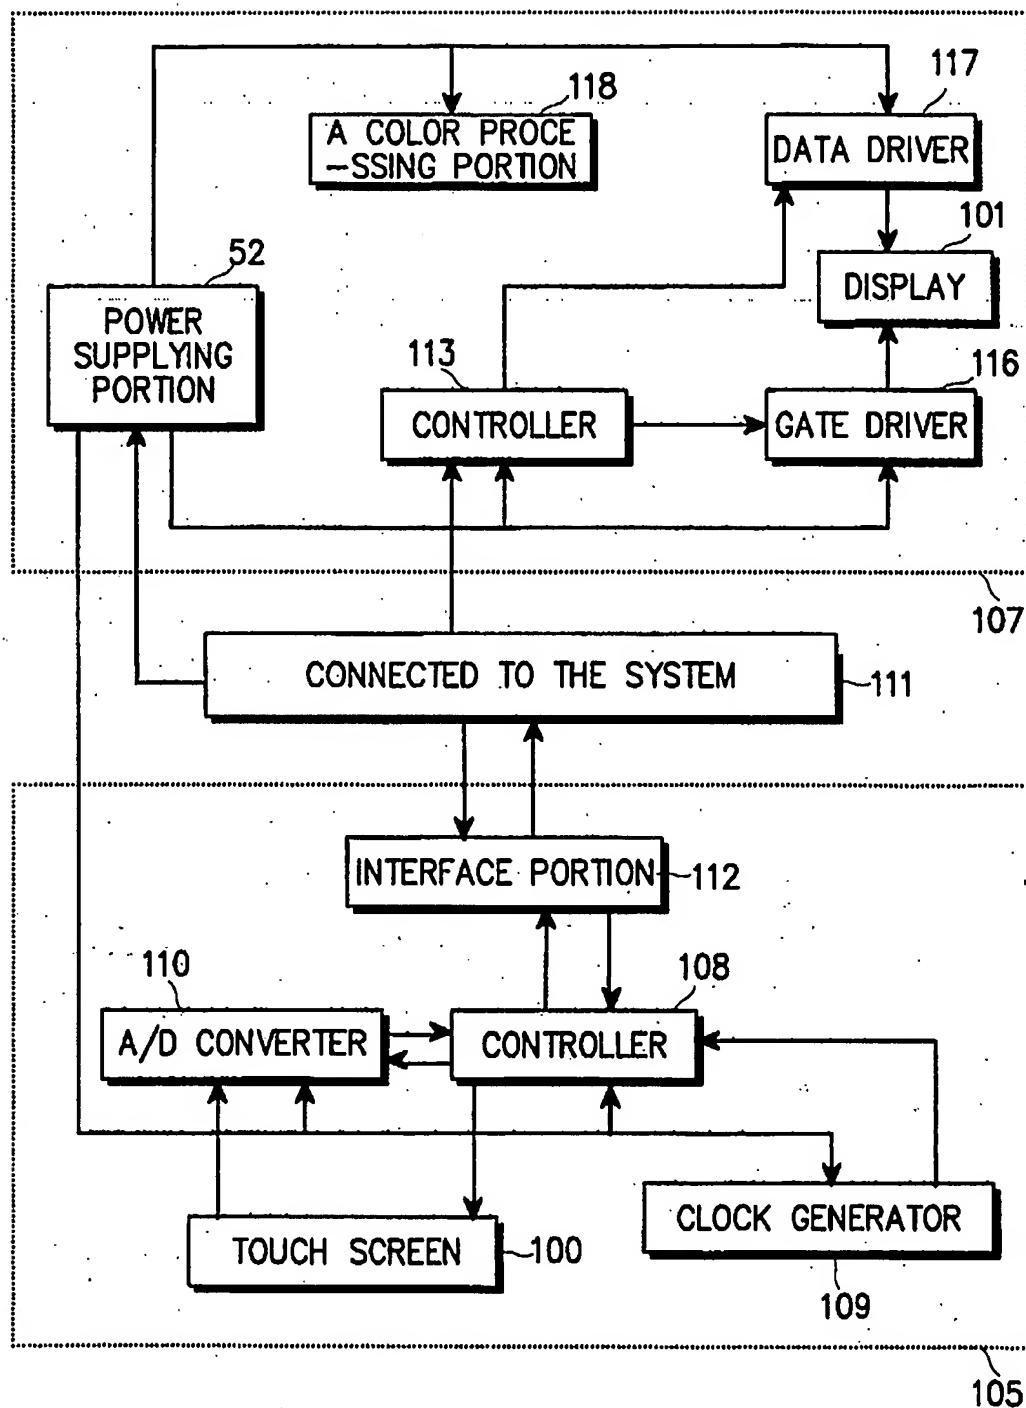 117
118
A COLOR PROCE
-SSING PORTION
DATA DRIVER
101
52
DISPLAY
POWER
SUPPLYING
PORTION
113
116
CONTROLLER
GATE DRIVER
107
CONNECTED TO THE SYSTEM
111
INTERFACE PORTION
112
110
108
A/D CONVERTER
CONTROLLER
CLOCK GENERATOR
TOUCH SCREEN
100
109
105